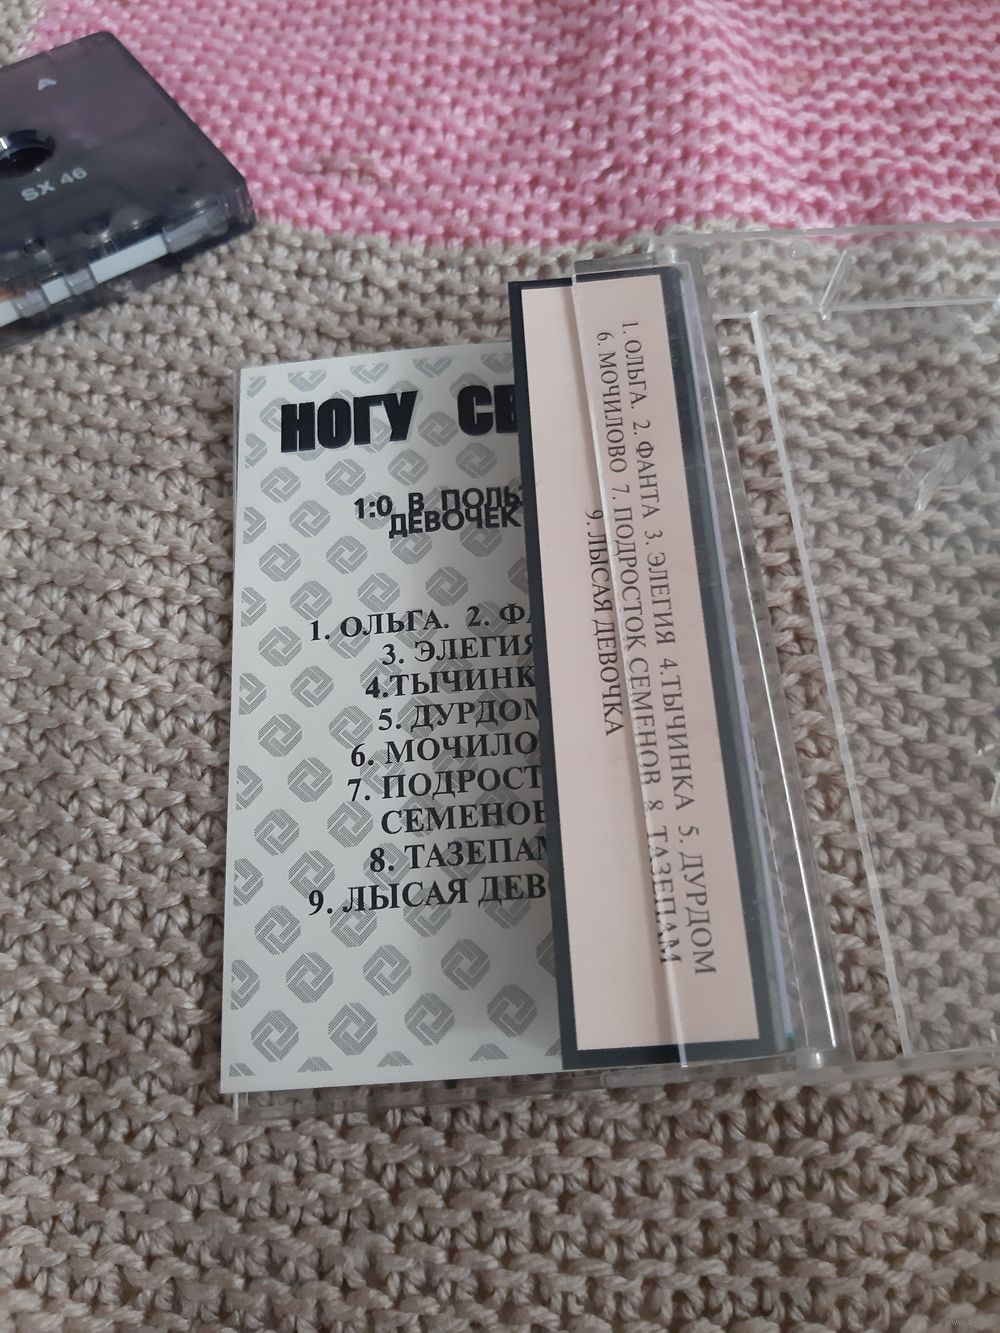 A
SX 46
НОГУ СВ
1:0 В ПОЛЬЗ
ДЕВОЧЕК
1. ОЛЬГА. 2. ФА
3. ЭЛЕГИЯ
4.ТЫЧИНК
5. ДУРДОМ
6. МОЧИЛО
7. ПОДРОСТ
СЕМЕНОВ
8. ТАЗЕПАМ
9. ЛЫСАЯ ДЕВ
1. ОЛЬГА. 2. ФАНТА 3. ЭЛЕГИЯ 4.ТЫЧИНКА 5. ДУРДОМ
6. МОЧИЛОВО 7. ПОДРОСТОК СЕМЕНОВ 8 ТАЗЕПАМ
9. ЛЫСАЯ ДЕВОЧКА